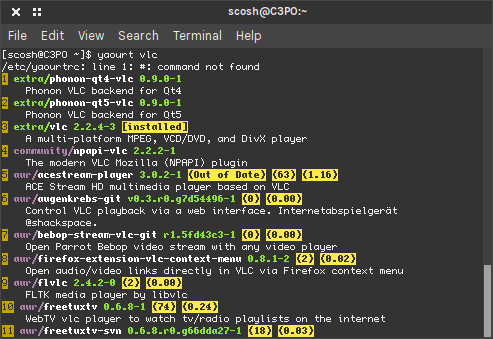 scosh@C3PO:~
File Edit View Search Terminal Help
[scosh@C3PO ~]$ yaourt vlc
/etc/yaourtrc: line 1: #: command not found
1 extra/phonon-qt4-vlc 0.9.0-1
Phonon VLC backend for Qt4
2 extra/phonon-qt5-vlc 0.9.0-1
Phonon VLC backend for Qt5
3 extra/vlc 2.2.4-3 [installed]
A multi-platform MPEG, VCD/DVD, and DivX player
4 community/npapi-vlc 2.2.2-1
The modern VLC Mozilla (NPAPI) plugin
5 aur/acestream-player 3.0.2-1 (Out of Date) (63) (1.16)
ACE Stream HD multimedia player based on VLC
6 aur/augenkrebs-git v0.3.r0.g7d54496-1 (0) (0.00)
Control VLC playback via a web interface. Internetabspielgerät
@shackspace.
7 aur/bebop-stream-vlc-git r1.5fd43c3-1 (0) (0.00)
Open Parrot Bebop video stream with any video player
8 aur/firefox-extension-vlc-context-menu 0.8.1-2 (2) (0.02)
Open audio/video links directly in VLC via Firefox context menu
9 aur/flvlc 2.4.2-0 (2) (0.00)
FLTK media player by libvlc
10 aur/freetuxtv 0.6.8-1 (74) (0.24)
WebTV vlc player to watch tv/radio playlists on the internet
11 aur/freetuxtv-svn 0.6.8.r0.g66dda27-1 (18) (0.03)